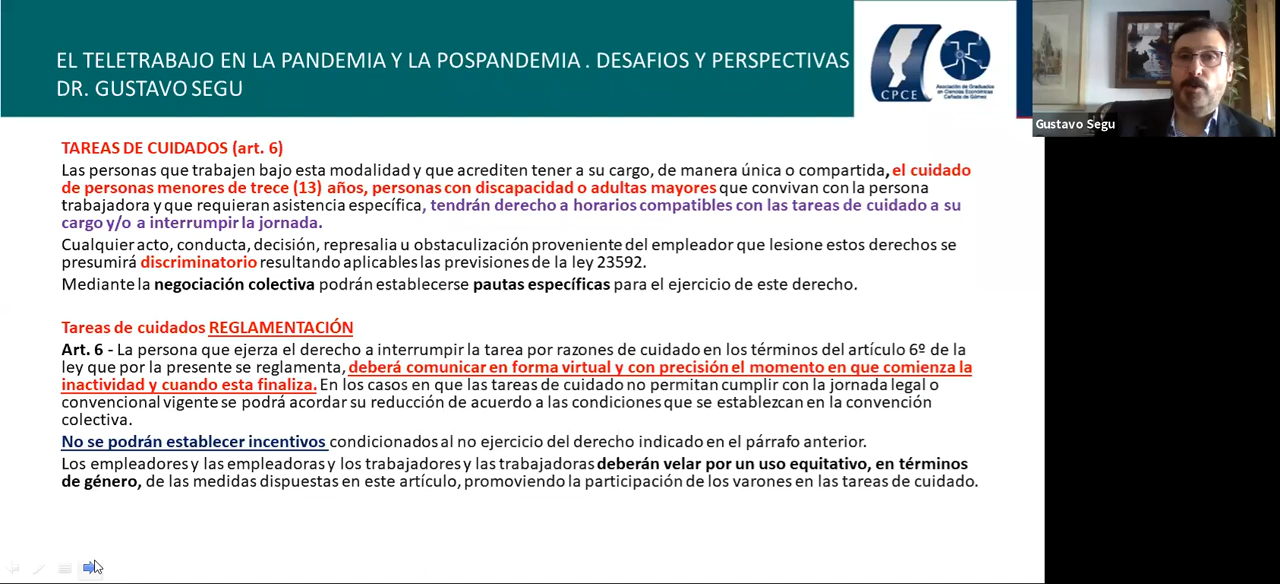 EL TELETRABAJO EN LA PANDEMIA Y LA POSPANDEMIA . DESAFIOS Y PERSPECTIVAS
DR. GUSTAVO SEGU
CPCE
Asociación de Graduados
en Ciencias Económicas
Cañada de Gómez
Gustavo Segu
TAREAS DE CUIDADOS (art. 6)
Las personas que trabajen bajo esta modalidad y que acrediten tener a su cargo, de manera única o compartida, el cuidado
de personas menores de trece (13) años, personas con discapacidad o adultas mayores que convivan con la persona
trabajadora y que requieran asistencia específica, tendrán derecho a horarios compatibles con las tareas de cuidado a su
cargo y/o a interrumpir la jornada.
Cualquier acto, conducta, decisión, represalia u obstaculización proveniente del empleador que lesione estos derechos se
presumirá discriminatorio resultando aplicables las previsiones de la ley 23592.
Mediante la negociación colectiva podrán establecerse pautas específicas para el ejercicio de este derecho.
Tareas de cuidados REGLAMENTACIÓN
Art. 6 - La persona que ejerza el derecho a interrumpir la tarea por razones de cuidado en los términos del artículo 6º de la
ley que por la presente se reglamenta, deberá comunicar en forma virtual y con precisión el momento en que comienza la
inactividad y cuando esta finaliza. En los casos en que las tareas de cuidado no permitan cumplir con la jornada legal o
convencional vigente se podrá acordar su reducción de acuerdo a las condiciones que se establezcan en la convención
colectiva.
No se podrán establecer incentivos condicionados al no ejercicio del derecho indicado en el párrafo anterior.
Los empleadores y las empleadoras y los trabajadores y las trabajadoras deberán velar por un uso equitativo, en términos
de género, de las medidas dispuestas en este artículo, promoviendo la participación de los varones en las tareas de cuidado.